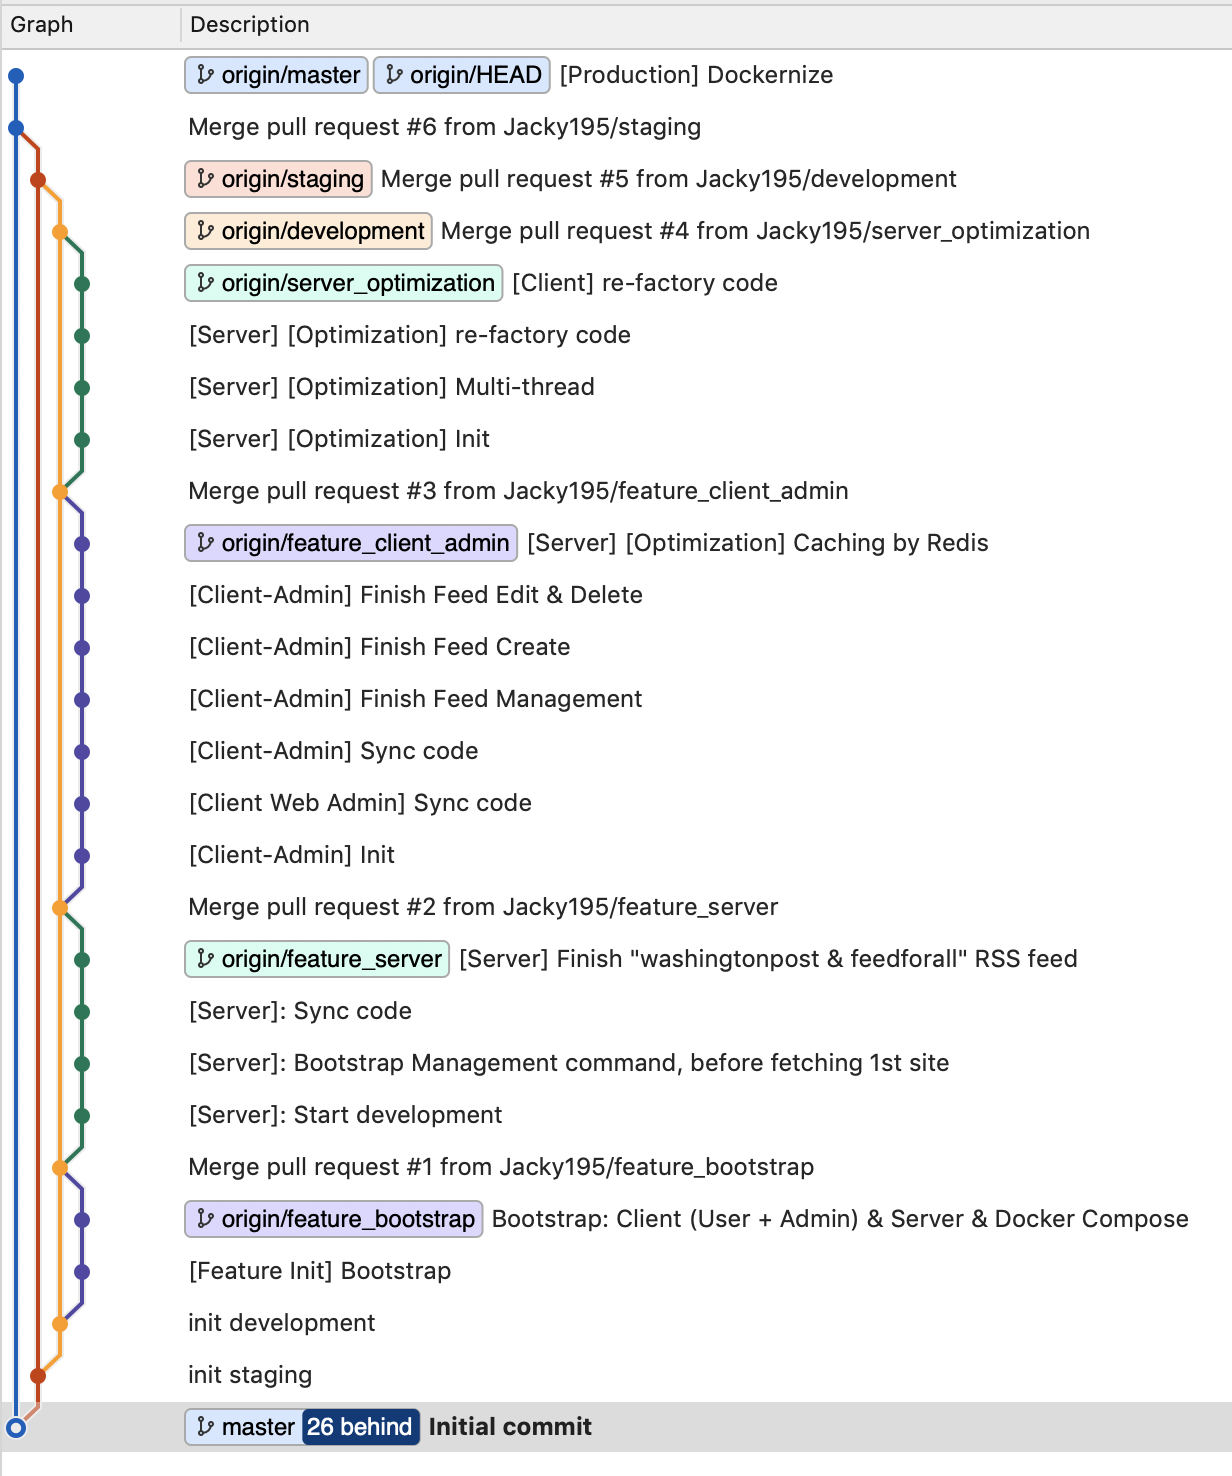 Graph Description
origin/master origin/HEAD [Production] Dockernize
Merge pull request #6 from Jacky195/staging
origin/staging Merge pull request #5 from Jacky195/development
origin/development Merge pull request #4 from Jacky195/server_optimization
origin/server_optimization [Client] re-factory code
[Server] [Optimization] re-factory code
[Server] [Optimization] Multi-thread
[Server] [Optimization] Init
Merge pull request #3 from Jacky195/feature_client_admin
origin/feature_client_admin [Server] [Optimization] Caching by Redis
[Client-Admin] Finish Feed Edit & Delete
[Client-Admin] Finish Feed Create
[Client-Admin] Finish Feed Management
[Client-Admin] Sync code
[Client Web Admin] Sync code
[Client-Admin] Init
Merge pull request #2 from Jacky195/feature_server
origin/feature_server [Server] Finish "washingtonpost & feedforall" RSS feed
[Server]: Sync code
[Server]: Bootstrap Management command, before fetching 1st site
[Server]: Start development
Merge pull request #1 from Jacky195/feature_bootstrap
origin/feature_bootstrap Bootstrap: Client (User + Admin) & Server & Docker Compose
[Feature Init] Bootstrap
init development
init staging
master 26 behind Initial commit